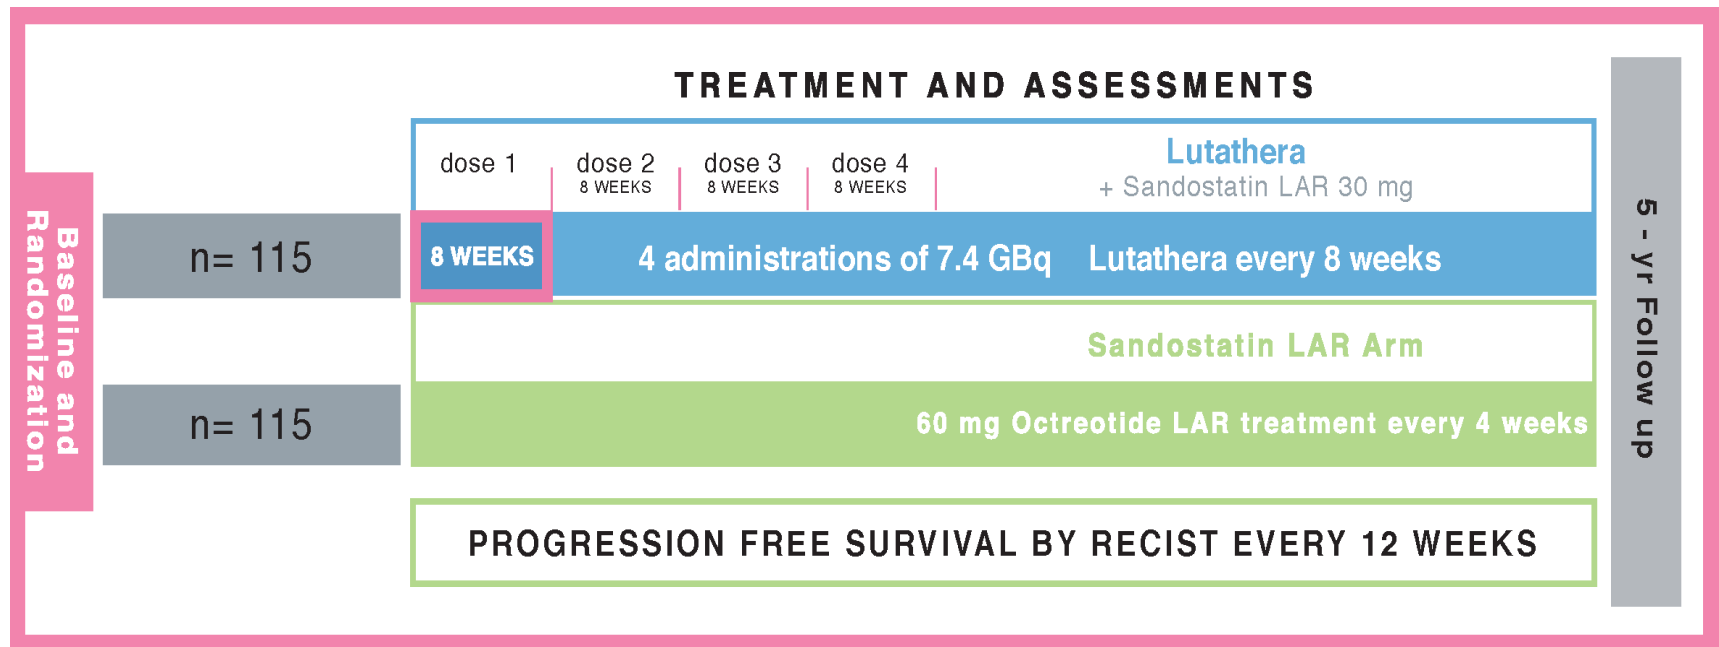 TREATMENT AND ASSESSMENTS
Baseline and
Randomization
n= 115
dose 1
dose 2
8 WEEKS
dose 3
8 WEEKS
dose 4
8 WEEKS
Lutathera
+ Sandostatin LAR 30 mg
8 WEEKS
4 administrations of 7.4 GBq Lutathera every 8 weeks
n= 115
Sandostatin LAR Arm
60 mg Octreotide LAR treatment every 4 weeks
PROGRESSION FREE SURVIVAL BY RECIST EVERY 12 WEEKS
5 - yr Follow up